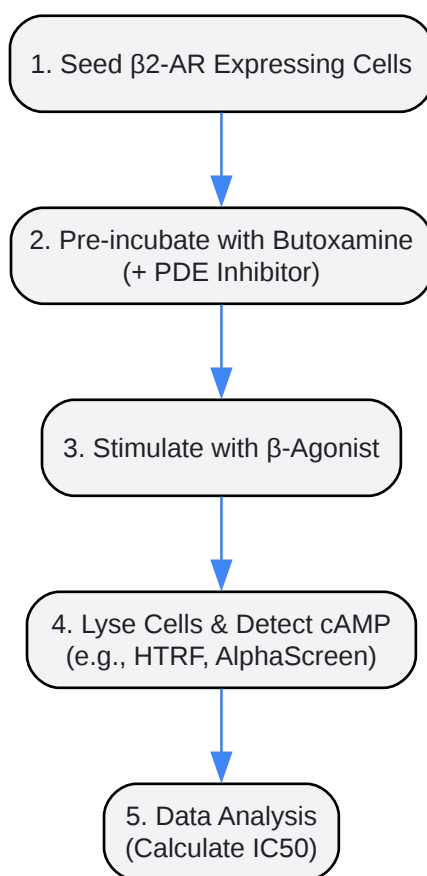 1. Seed β2-AR Expressing Cells
2. Pre-incubate with Butoxamine
(+ PDE Inhibitor)
3. Stimulate with β-Agonist
4. Lyse Cells & Detect cAMP
(e.g., HTRF, AlphaScreen)
5. Data Analysis
(Calculate IC50)